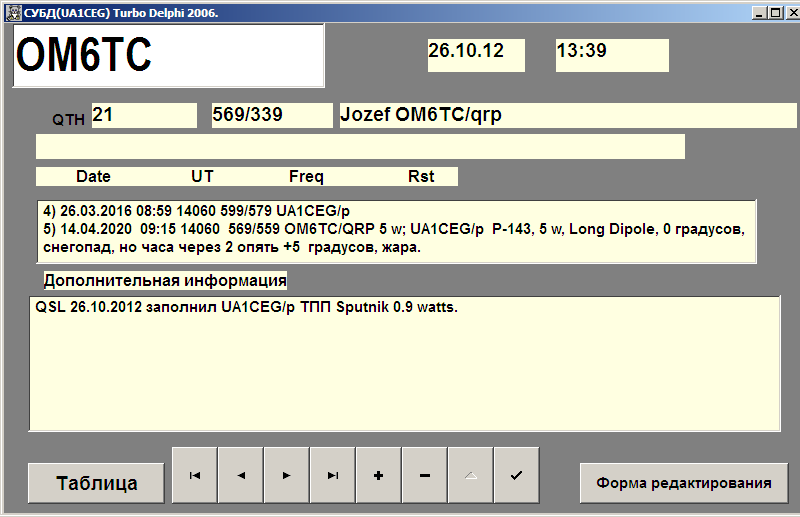 СУБД(UA1CEG) Turbo Delphi 2006.
OM6TC
26.10.12
13:39
QTH
21
569/339
Jozef OM6TC/qrp
Date UT Freq Rst
4) 26.03.2016 08:59 14060 599/579 UA1CEG/p
5) 14.04.2020 09:15 14060 569/559 OM6TC/QRP 5 w; UA1CEG/p Р-143, 5 w, Long Dipole, 0 градусов,
снегопад, но часа через 2 опять +5 градусов, жара.
Дополнительная информация
QSL 26.10.2012 заполнил UA1CEG/p ТПП Sputnik 0.9 watts.
Таблица
Форма редактирования